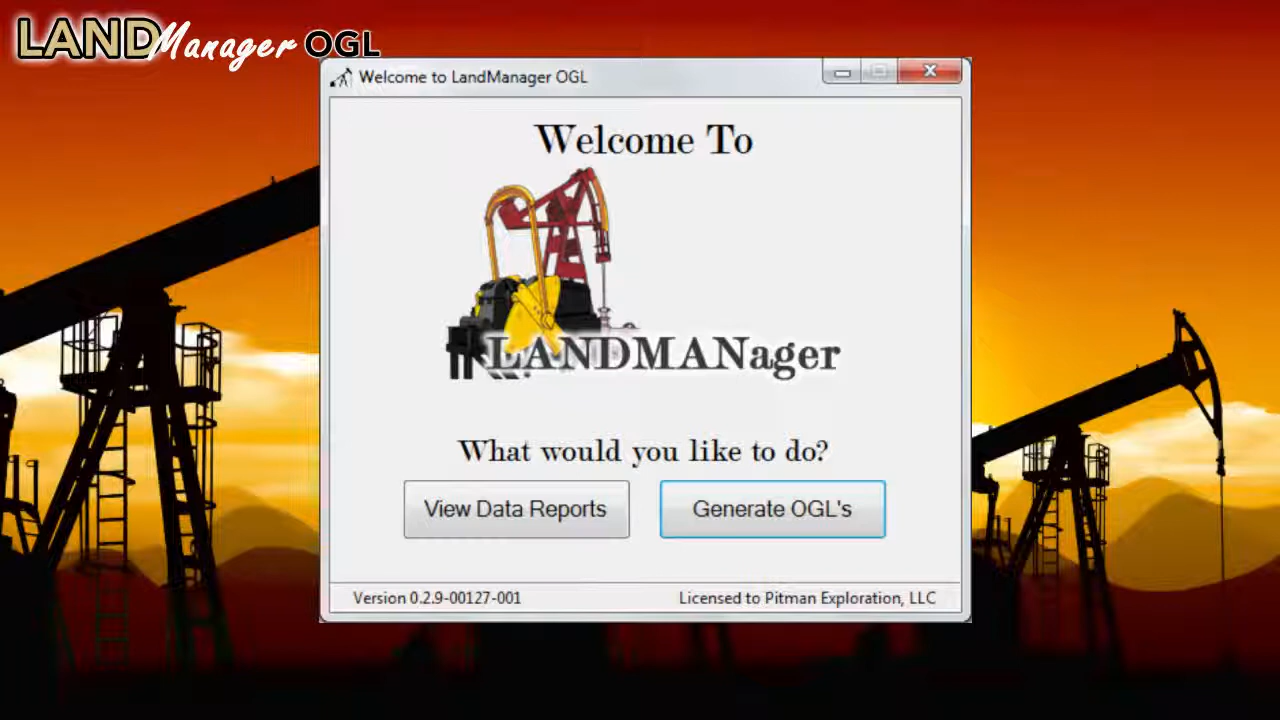 LANDManager OGL
Welcome to LandManager OGL
Welcome To
LANDMANager
What would you like to do?
View Data Reports
Generate OGL's
Version 0.2.9-00127-001
Licensed to Pitman Exploration, LLC